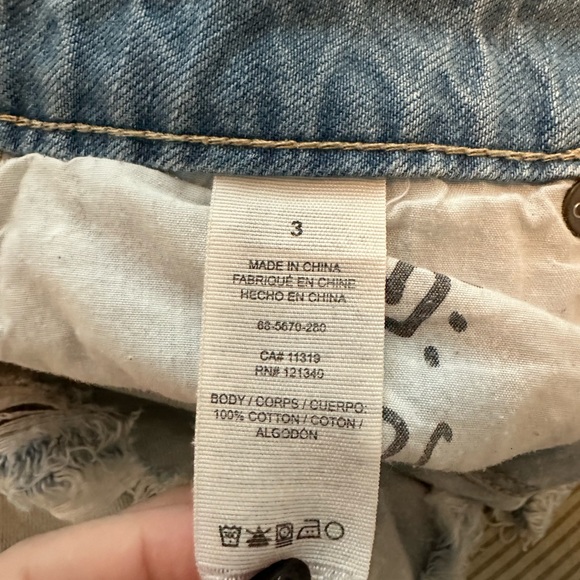 3
MADE IN CHINA
FABRIQUÉ EN CHINE
HECHO EN CHINA
68-5670-280
CA# 11319
RN# 121349
BODY / CORPS / CUERPO:
100% COTTON / COTON /
ALGODÓN